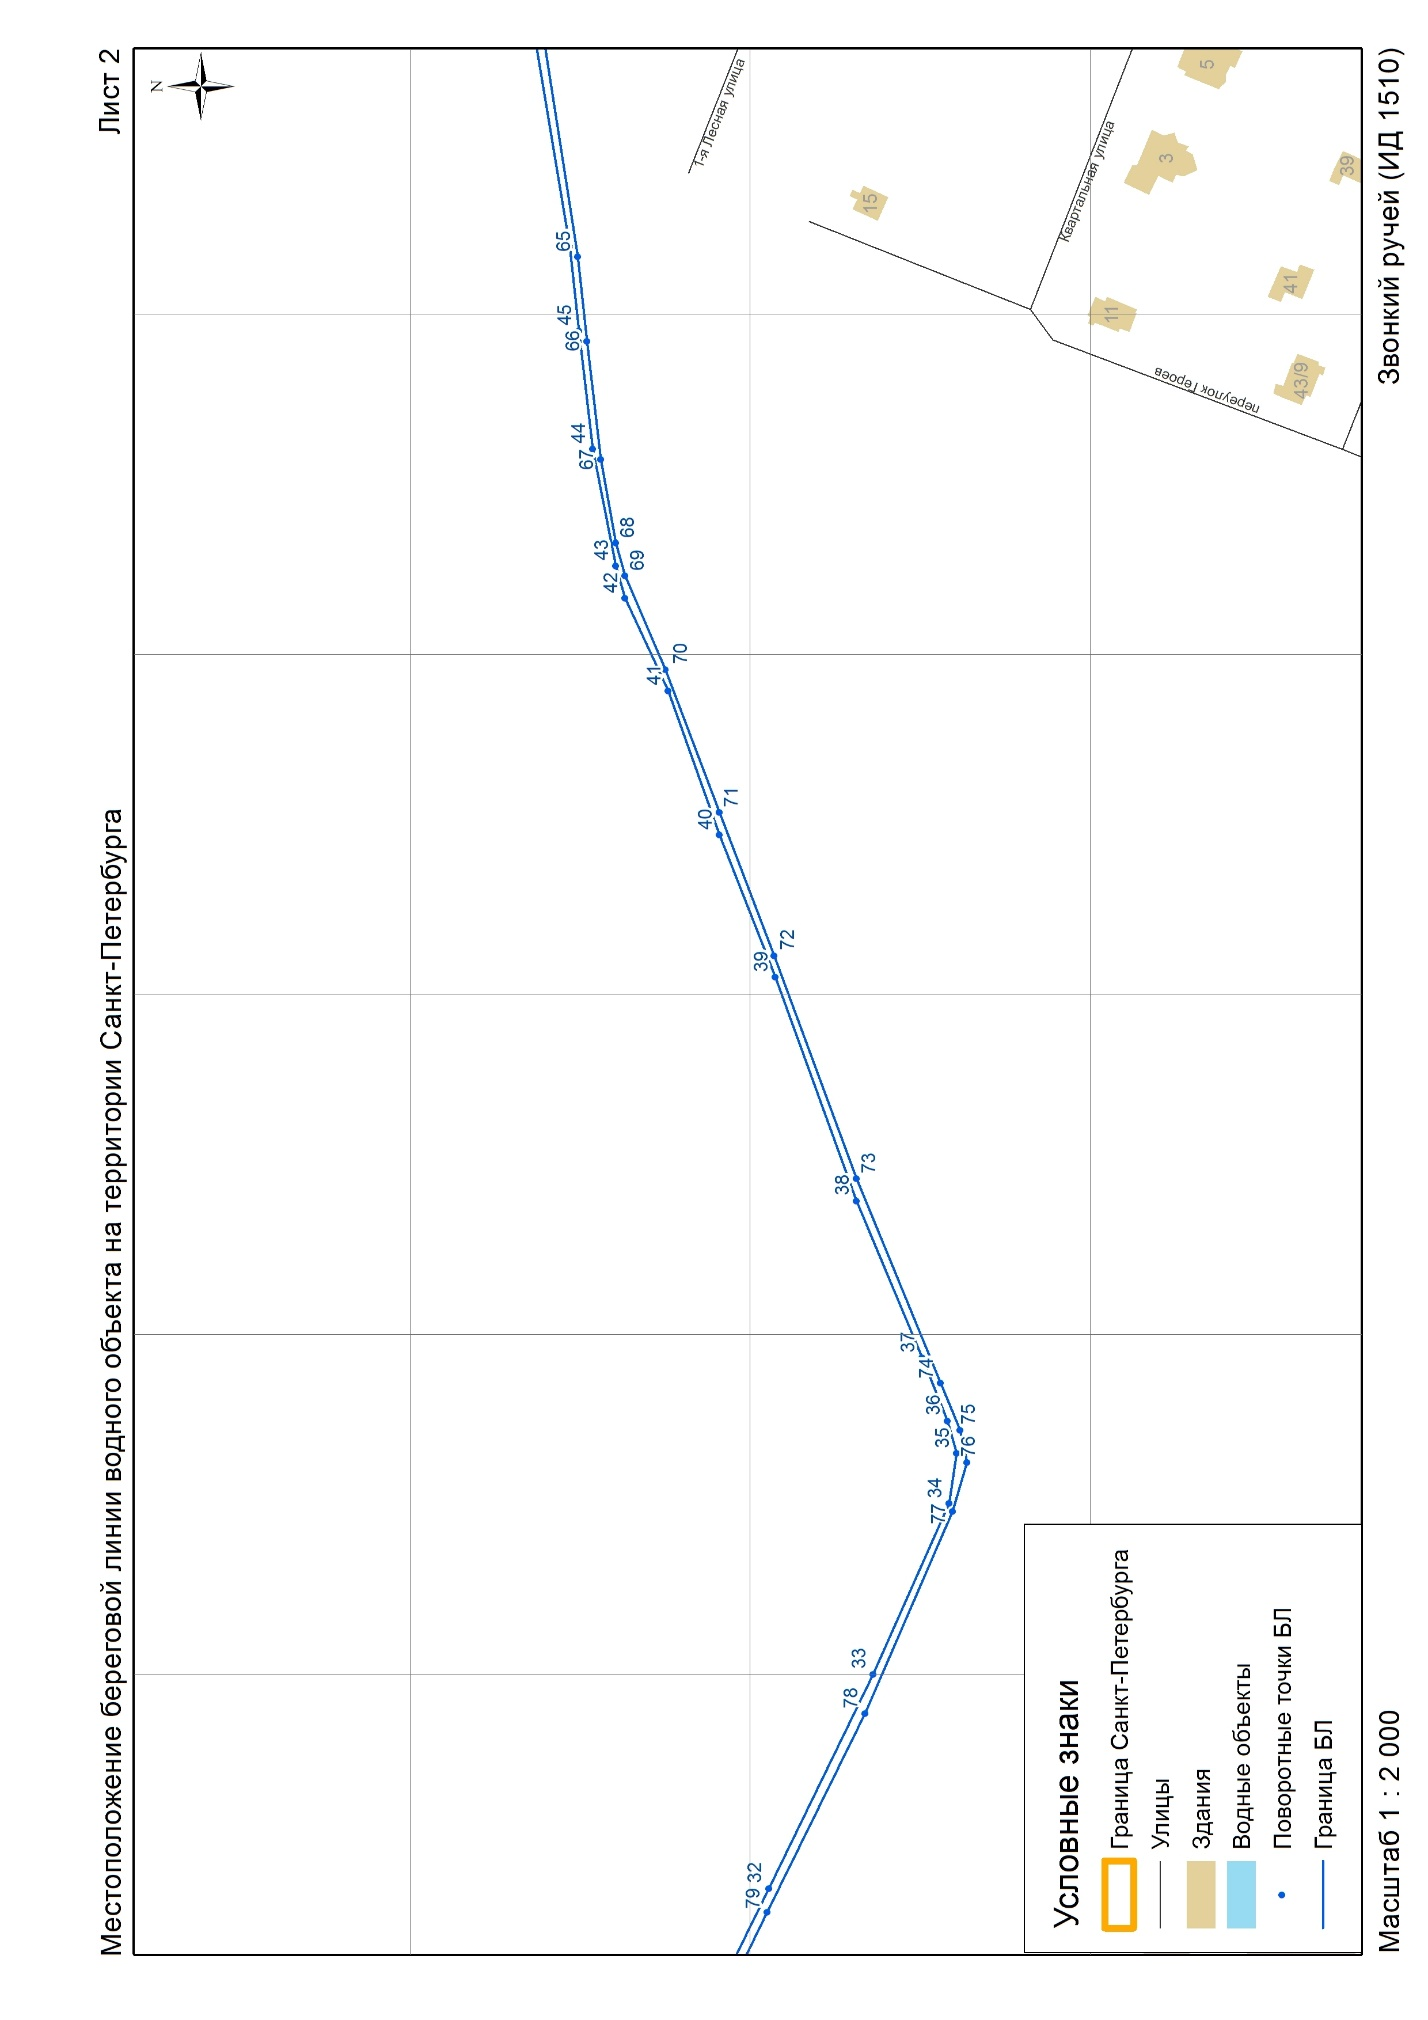 Местоположение береговой линии водного объекта на территории Санкт-Петербурга
Лист 2
N
79 32
78
33
77 34
35
76
36
75
74
37
38
73
39
72
40
71
41
70
42
69
43
68
67 44
66 45
65
1-я Лесная улица
15
Квартальная улица
11
переулок Героев
5
3
39
41
43/9
Условные знаки
Граница Санкт-Петербурга
Улицы
Здания
Водные объекты
Поворотные точки БЛ
Граница БЛ
Масштаб 1 : 2 000
Звонкий ручей (ИД 1510)